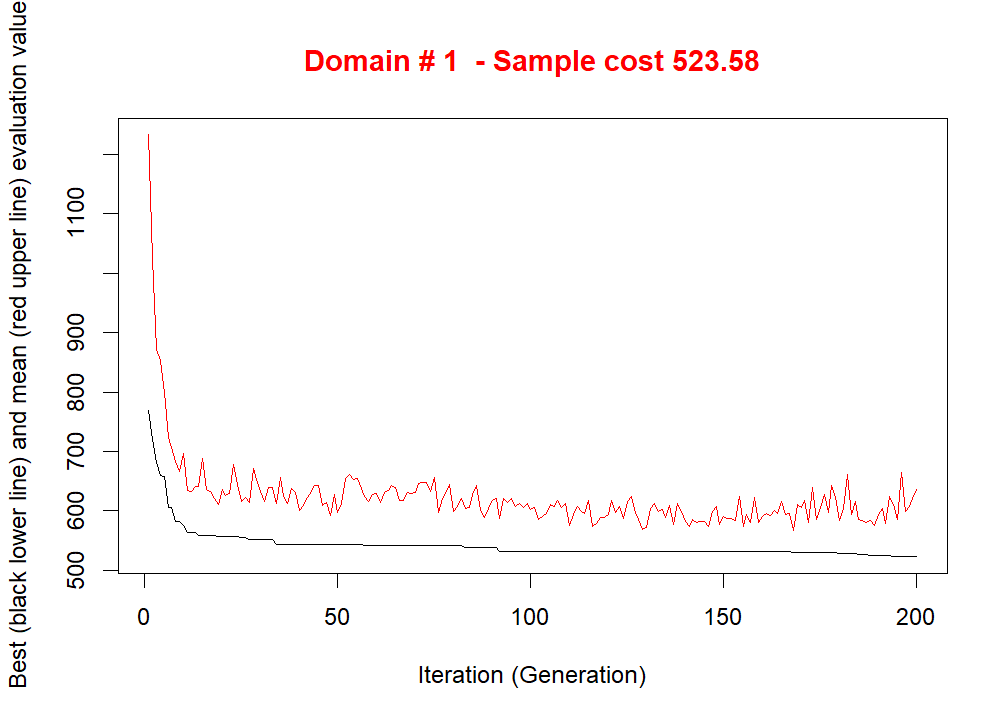 Domain # 1  - Sample cost 523.58
Best (black lower line) and mean (red upper line) evaluation value
1100
900
800
700
600
500
0 50 100 150 200
Iteration (Generation)